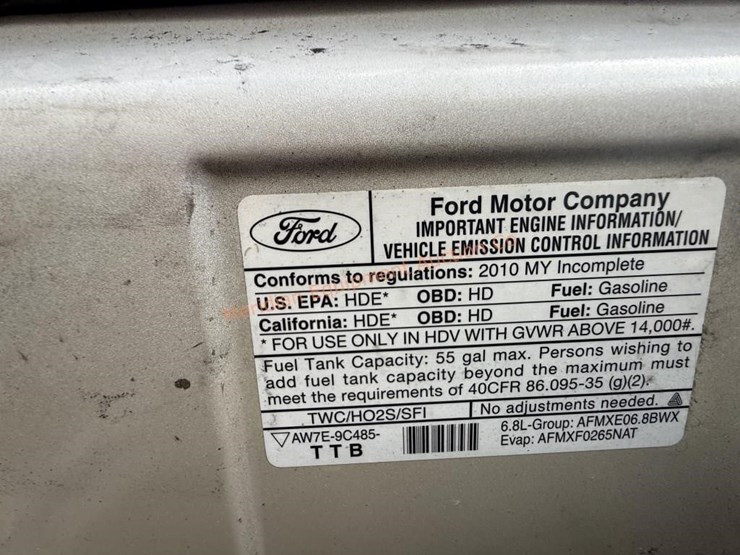 Ford
Ford Motor Company
IMPORTANT ENGINE INFORMATION/
VEHICLE EMISSION CONTROL INFORMATION
Conforms to regulations: 2010 MY Incomplete
U.S. EPA: HDE* OBD: HD Fuel: Gasoline
California: HDE* OBD: HD Fuel: Gasoline
* FOR USE ONLY IN HDV WITH GVWR ABOVE 14,000#.
Fuel Tank Capacity: 55 gal max. Persons wishing to
add fuel tank capacity beyond the maximum must
meet the requirements of 40CFR 86.095-35 (g)(2).
TWC/HO2S/SFI No adjustments needed.
AW7E-9C485- 6.8L-Group: AFMXE06.8BWX
TTB Evap: AFMXF0265NAT